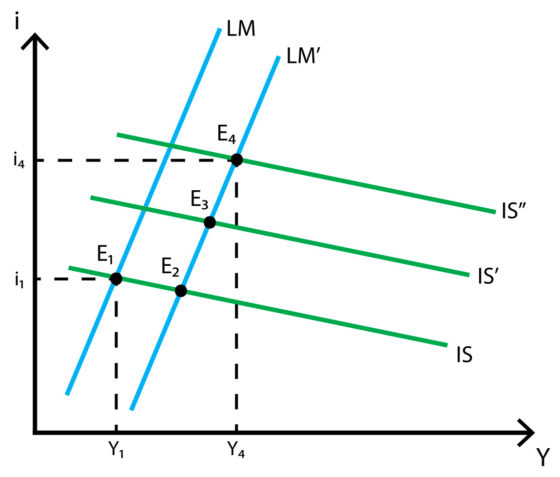 i
LM
LM′
E₄
i₄
E₃
IS″
E₁
E₂
i₁
IS′
IS
Y₁
Y₄
Y